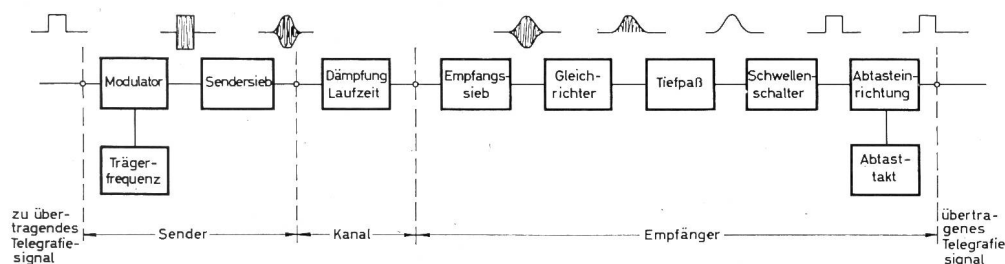 Modulator
Sendersieb
Dämpfung
Laufzeit
Empfangs-
sieb
Gleich-
richter
Tiefpaß
Schwellen-
schalter
Abtastein-
richtung
Träger-
frequenz
Abtast-
takt
zu über-
tragendes
Telegrafie-
signal
Sender
Kanal
Empfänger
übertra-
genes
Telegrafie
signal